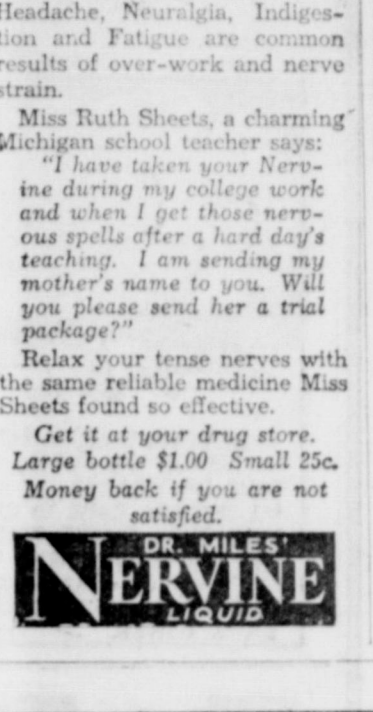 Headache, Neuralgia, Indiges-
tion and Fatigue are common
results of over-work and nerve
strain.
Miss Ruth Sheets, a charming
Michigan school teacher says:
"I have taken your Nerv-
ine during my college work
and when I get those nerv-
ous spells after a hard day's
teaching. I am sending my
mother's name to you. Will
you please send her a trial
package?"
Relax your tense nerves with
the same reliable medicine Miss
Sheets found so effective.
Get it at your drug store.
Large bottle $1.00 Small 25c.
Money back if you are not
satisfied.
DR. MILES'
NERVINE
LIQUID